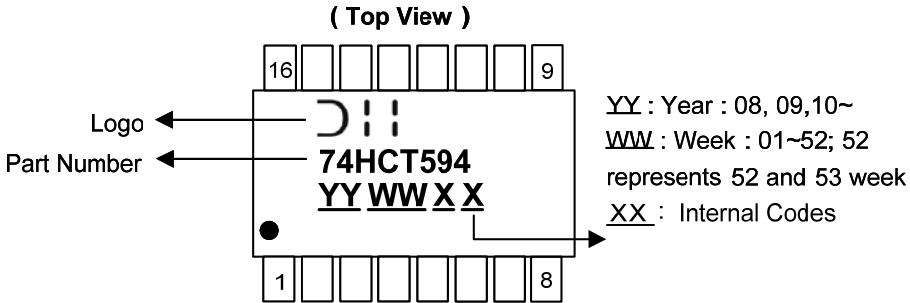 ( Top View )
16 9
Logo
Part Number
74HCT594
YY WW X X
1 8
YY : Year : 08, 09,10~
WW : Week : 01~52; 52
represents 52 and 53 week
XX : Internal Codes